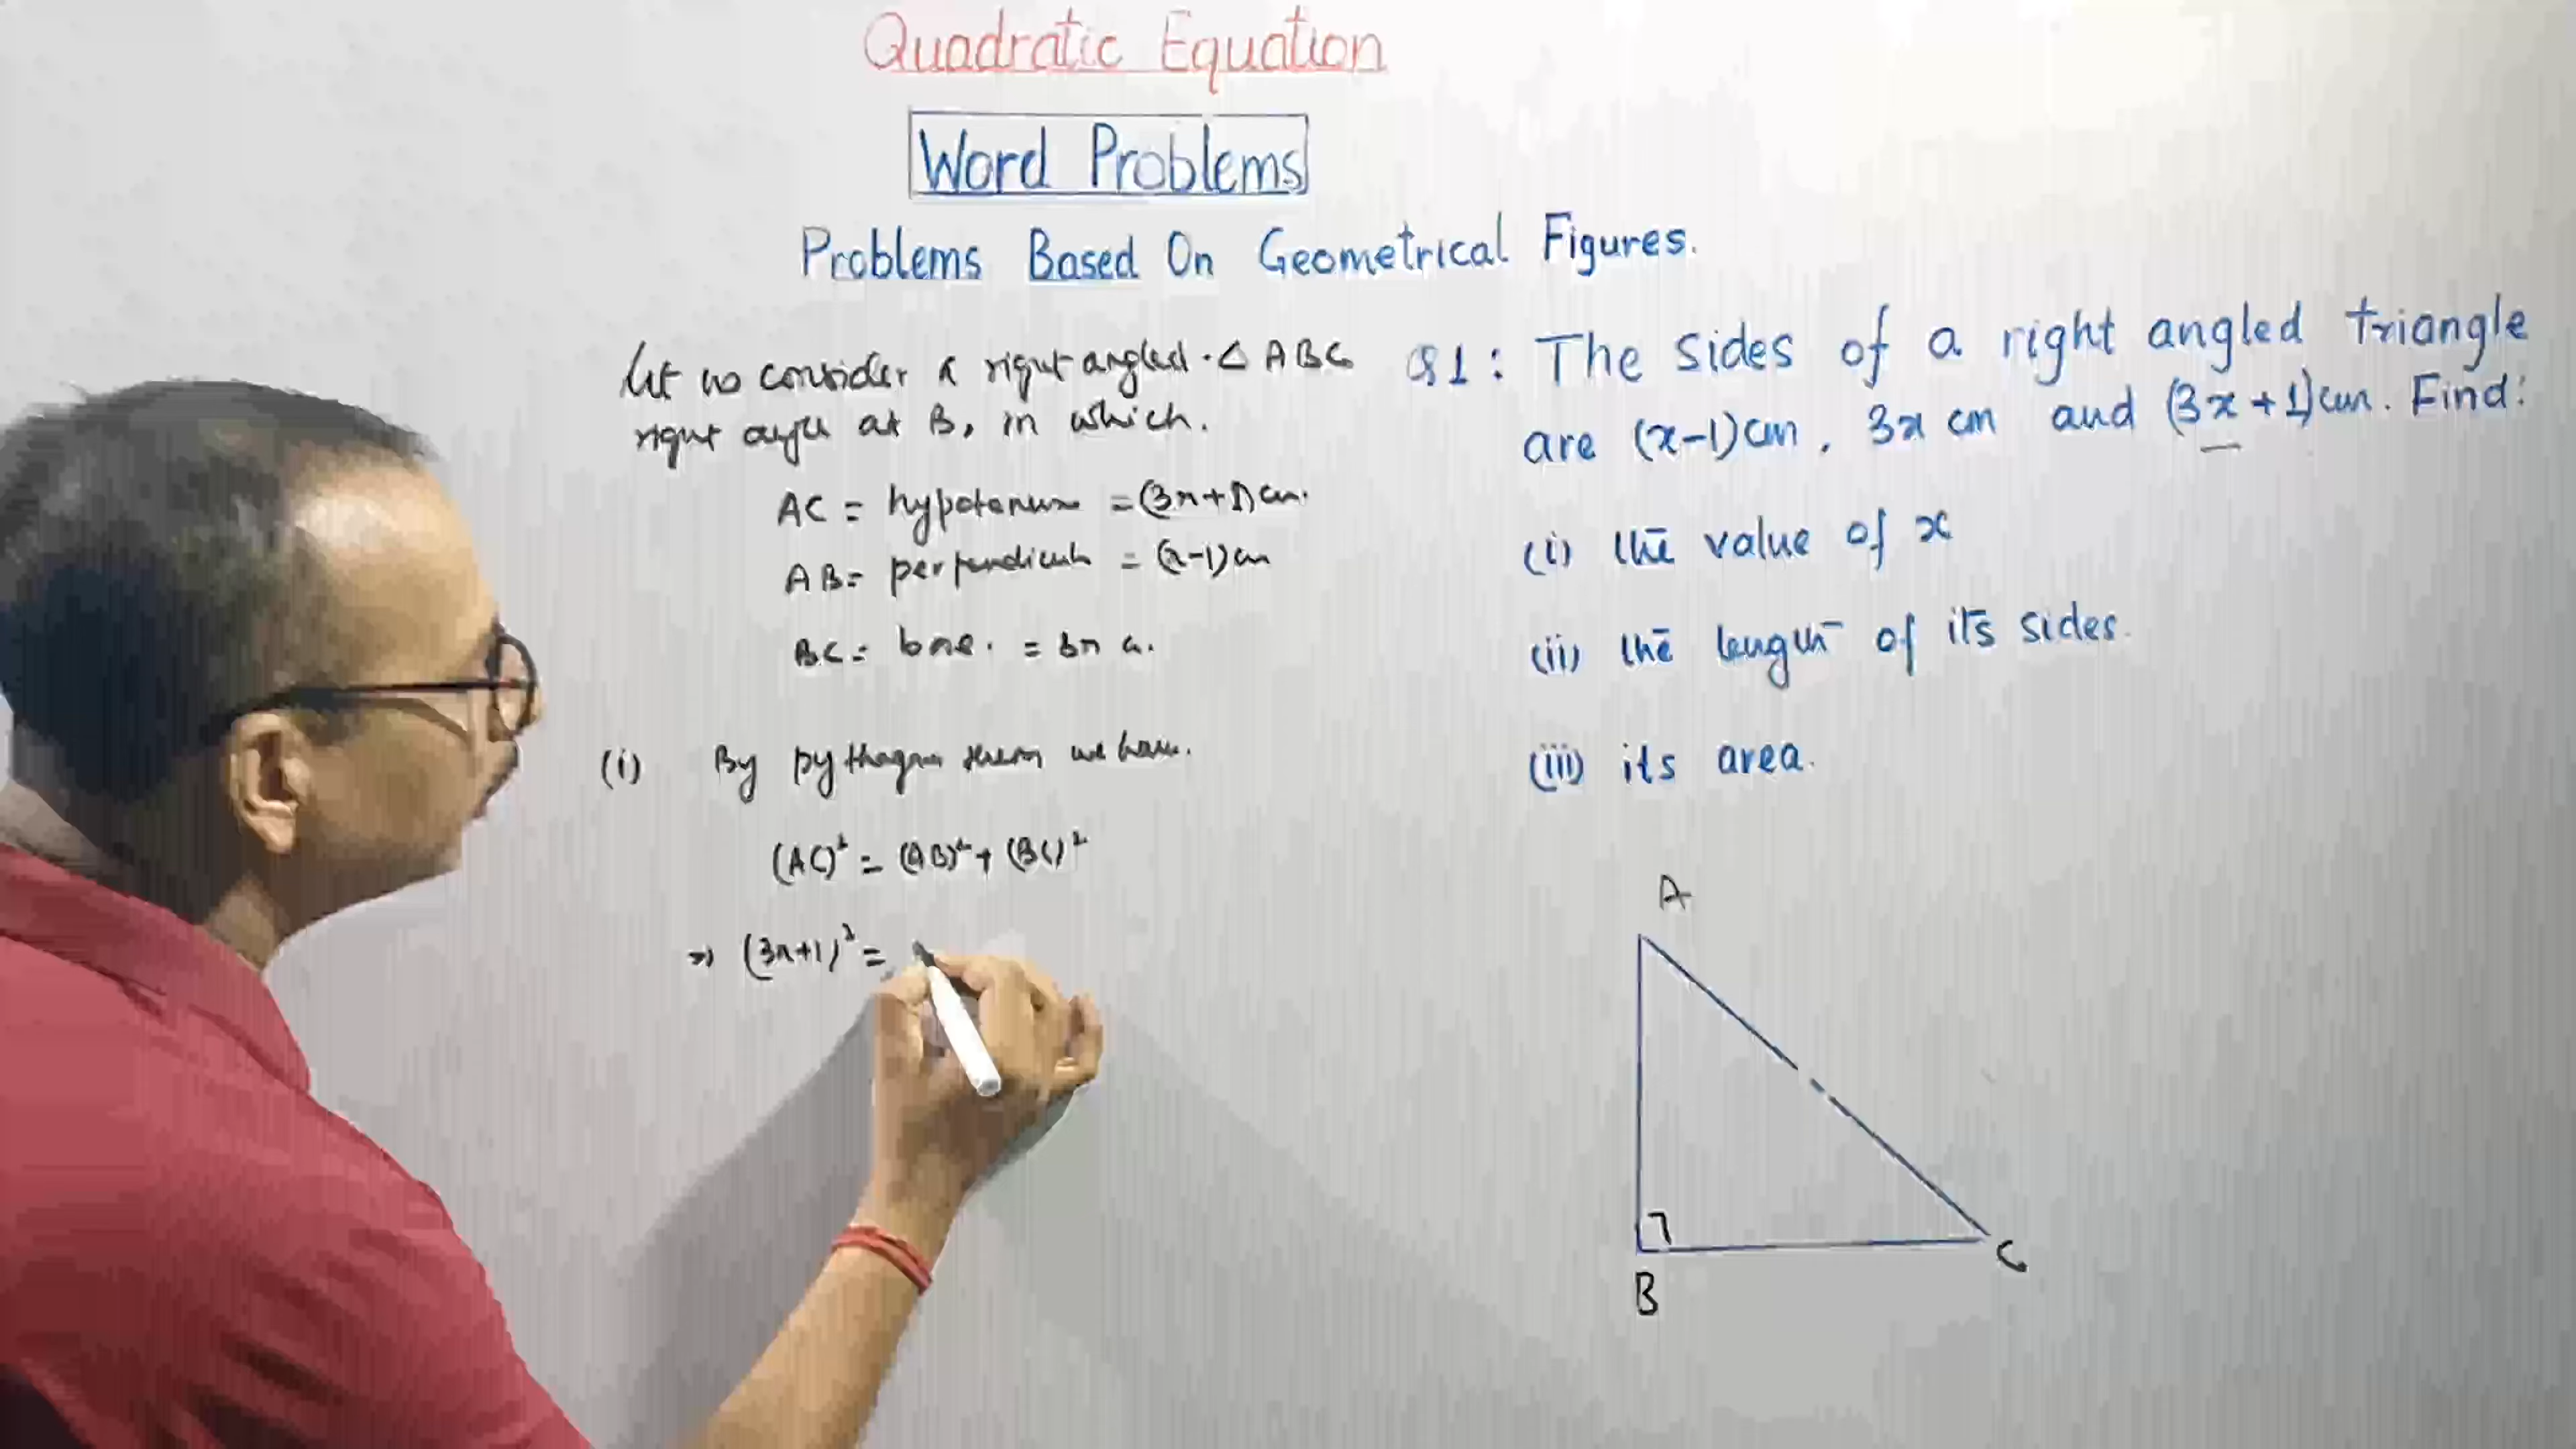 Quadratic Equation
Word Problems
Problems Based On Geometrical Figures.
Let us consider a right angled . △ ABC
right angle at B, in which.
AC = hypotenuse = (3x+1) cm.
AB = perpendicular = (x-1) cm
BC = base. = 3x cm.
(i) By pythagoras theorem we have.
(AC)² = (AB)² + (BC)²
⇒ (3x+1)² =
Q1: The sides of a right angled triangle
are (x-1) cm, 3x cm and (3x+1) cm. Find:
(i) the value of x
(ii) the length of its sides.
(iii) its area.
A
B
C